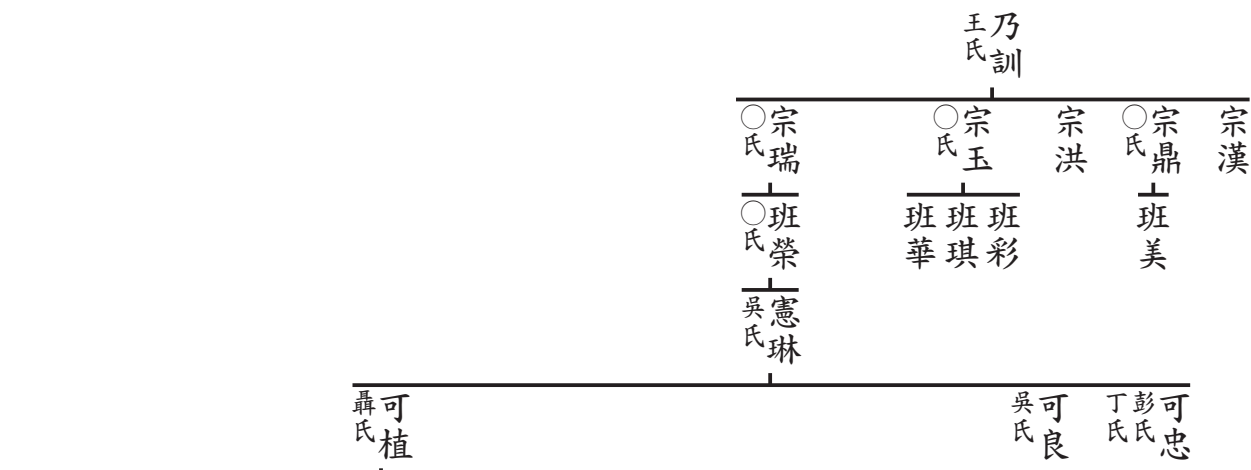 乃訓
王氏
宗漢
宗鼎
○氏
宗洪
宗玉
○氏
宗瑞
○氏
班美
班彩
班琪
班華
班榮
○氏
憲琳
吳氏
可忠
彭氏
丁氏
可良
吳氏
可植
聶氏